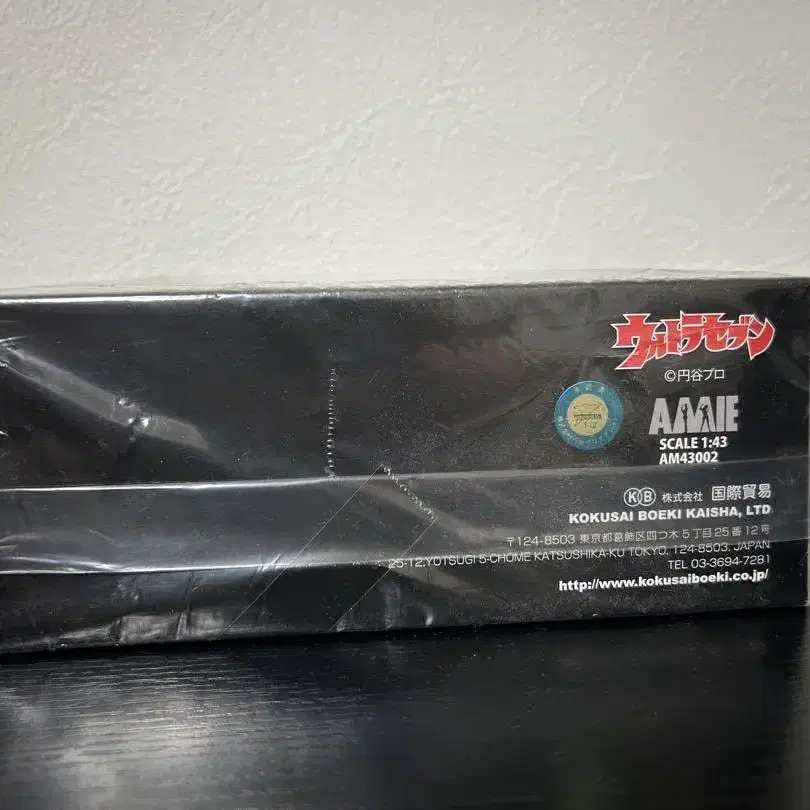 ウルトラセブン
©円谷プロ
AMIE
SCALE 1:43
AM43002
KB 株式会社 国際貿易
KOKUSAI BOEKI KAISHA, LTD
〒124-8503 東京都葛飾区四つ木5丁目25番12号
25-12,YOTSUGI 5-CHOME KATSUSHIKA-KU TOKYO, 124-8503, JAPAN
TEL 03-3694-7281
http://www.kokusaiboeki.co.jp/